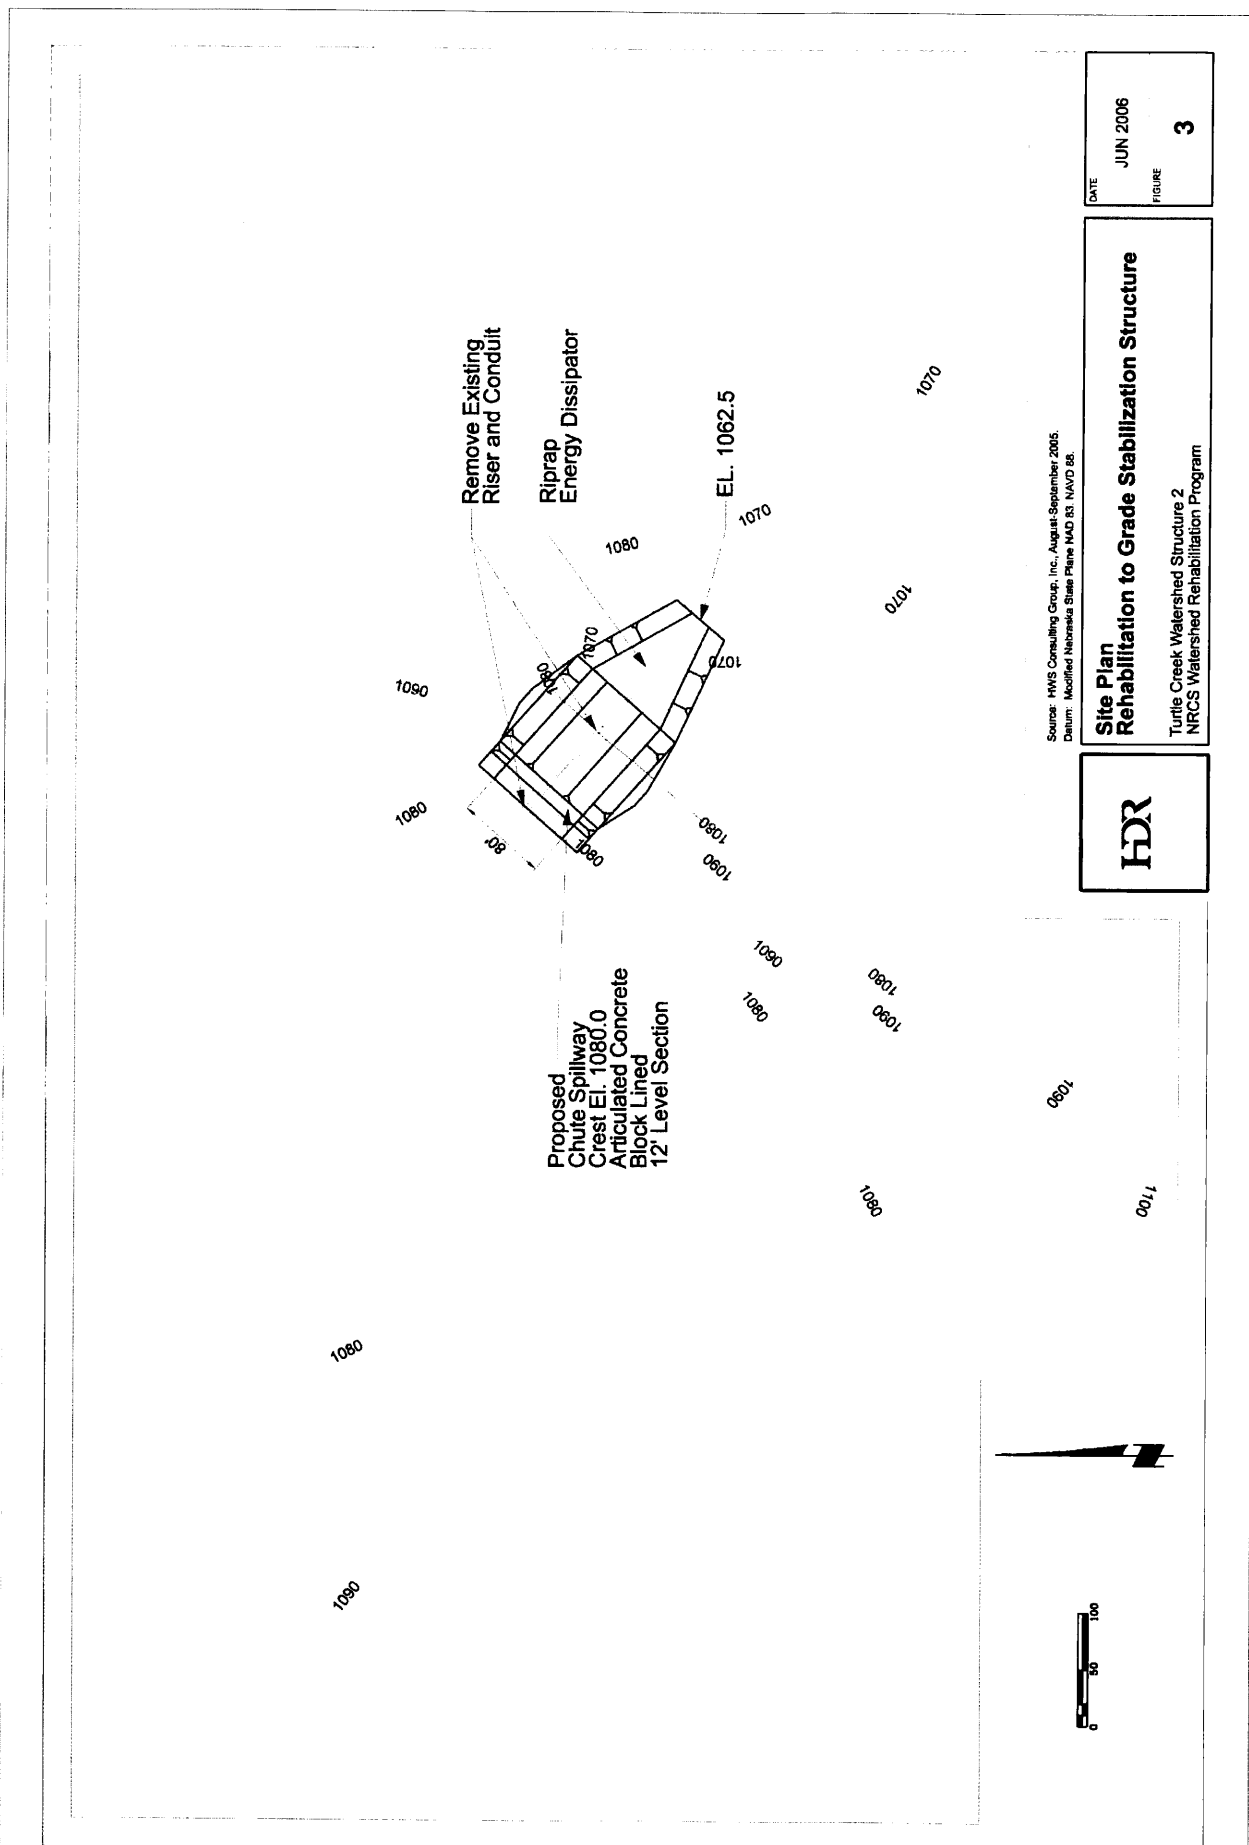 Remove Existing
Riser and Conduit
Riprap
Energy Dissipator
EL. 1062.5
Proposed
Chute Spillway
Crest El. 1080.0
Articulated Concrete
Block Lined
12' Level Section
80'
1090
1080
1080
1090
1080
1070
1070
1080
1070
1070
1070
1080
1080
1090
1090
1080
1080
1090
1080
1090
1100
1080
1090
0
50
100
Source: HWS Consulting Group, Inc., August-September 2005.
Datum: Modified Nebraska State Plane NAD 83. NAVD 88.
HDR
Site Plan
Rehabilitation to Grade Stabilization Structure
Turtle Creek Watershed Structure 2
NRCS Watershed Rehabilitation Program
DATE
JUN 2006
FIGURE
3